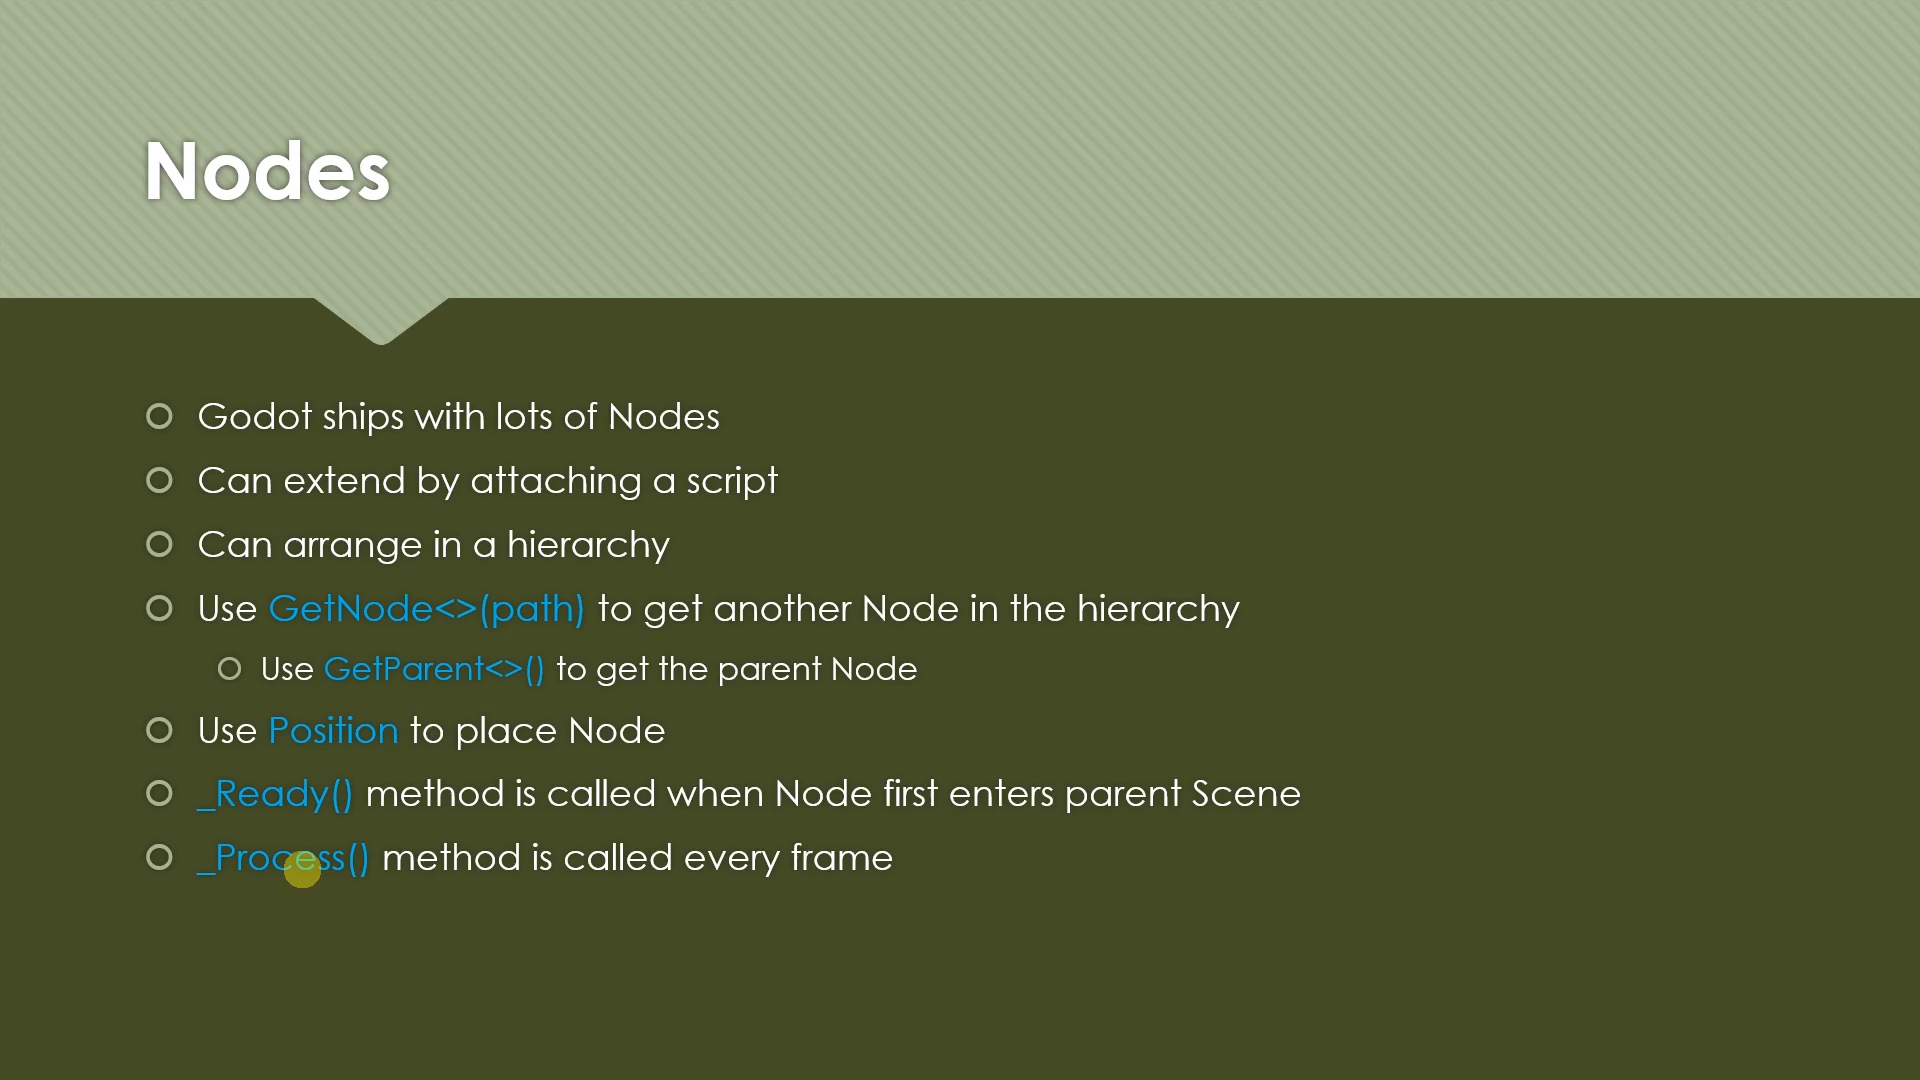 Nodes
Godot ships with lots of Nodes
Can extend by attaching a script
Can arrange in a hierarchy
Use GetNode<>(path) to get another Node in the hierarchy
Use GetParent<>() to get the parent Node
Use Position to place Node
_Ready() method is called when Node first enters parent Scene
_Process() method is called every frame